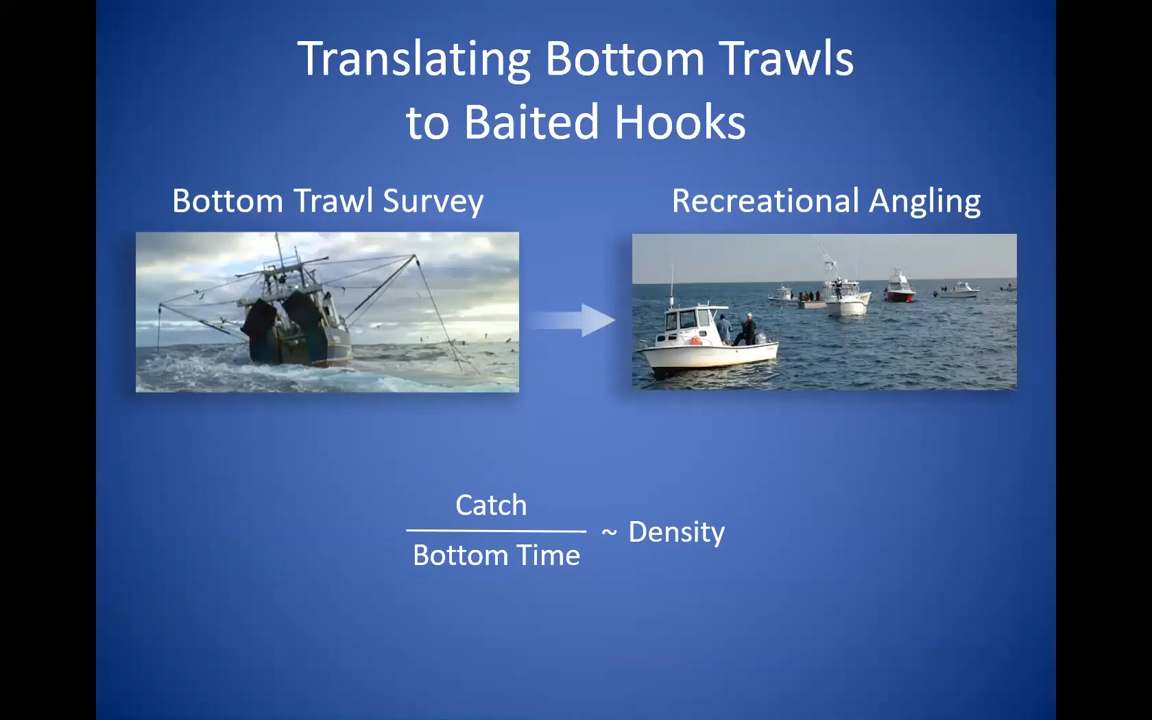 Translating Bottom Trawls
to Baited Hooks
Bottom Trawl Survey
Recreational Angling
Catch
Bottom Time
~ Density